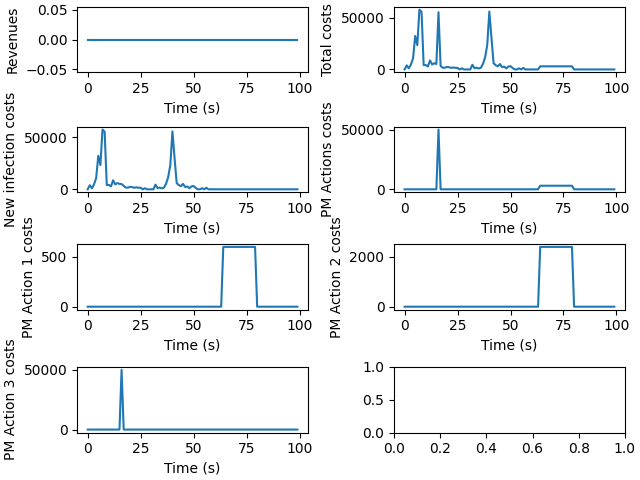 Revenues
0.05
0.00
−0.05
0 25 50 75 100
Time (s)
Total costs
50000
0
0 25 50 75 100
Time (s)
New infection costs
50000
0
0 25 50 75 100
Time (s)
PM Actions costs
50000
0
0 25 50 75 100
Time (s)
PM Action 1 costs
500
0
0 25 50 75 100
Time (s)
PM Action 2 costs
2000
0
0 25 50 75 100
Time (s)
PM Action 3 costs
50000
0
0 25 50 75 100
Time (s)
1.0
0.5
0.0
0.0 0.2 0.4 0.6 0.8 1.0